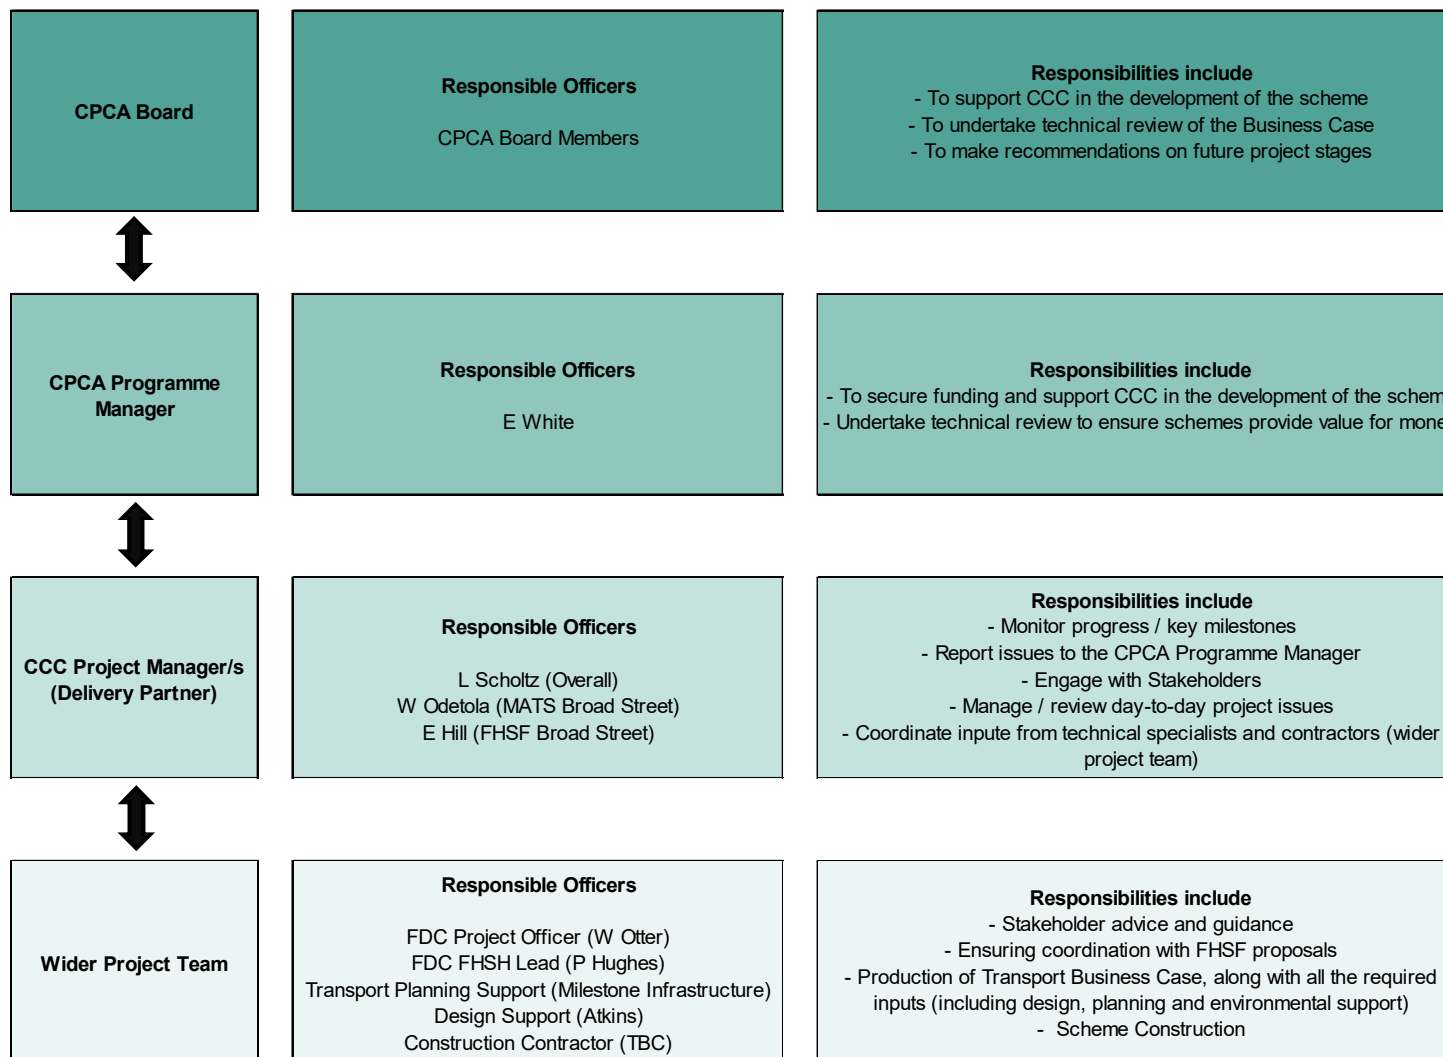 CPCA Board
Responsible Officers
CPCA Board Members
Responsibilities include
- To support CCC in the development of the scheme
- To undertake technical review of the Business Case
- To make recommendations on future project stages
CPCA Programme
Manager
Responsible Officers
E White
Responsibilities include
- To secure funding and support CCC in the development of the schem
- Undertake technical review to ensure schemes provide value for mone
CCC Project Manager/s
(Delivery Partner)
Responsible Officers
L Scholtz (Overall)
W Odetola (MATS Broad Street)
E Hill (FHSF Broad Street)
Responsibilities include
- Monitor progress / key milestones
- Report issues to the CPCA Programme Manager
- Engage with Stakeholders
- Manage / review day-to-day project issues
- Coordinate inpute from technical specialists and contractors (wider
project team)
Wider Project Team
Responsible Officers
FDC Project Officer (W Otter)
FDC FHSH Lead (P Hughes)
Transport Planning Support (Milestone Infrastructure)
Design Support (Atkins)
Construction Contractor (TBC)
Responsibilities include
- Stakeholder advice and guidance
- Ensuring coordination with FHSF proposals
- Production of Transport Business Case, along with all the required
inputs (including design, planning and environmental support)
- Scheme Construction